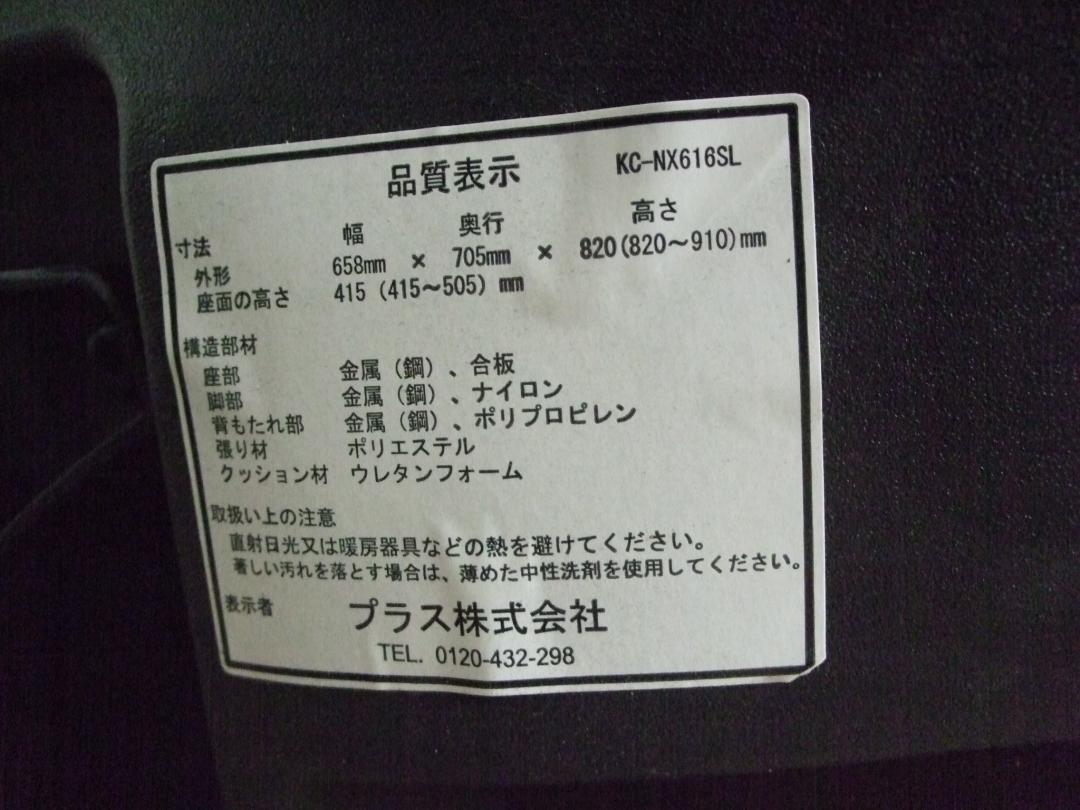 品質表示 KC-NX616SL
寸法 幅 奥行 高さ
外形 658mm × 705mm × 820(820～910)mm
座面の高さ 415 (415～505) mm
構造部材
座部 金属（鋼）、合板
脚部 金属（鋼）、ナイロン
背もたれ部 金属（鋼）、ポリプロピレン
張り材 ポリエステル
クッション材 ウレタンフォーム
取扱い上の注意
直射日光又は暖房器具などの熱を避けてください。
著しい汚れを落とす場合は、薄めた中性洗剤を使用してください。
表示者 プラス株式会社
TEL. 0120-432-298